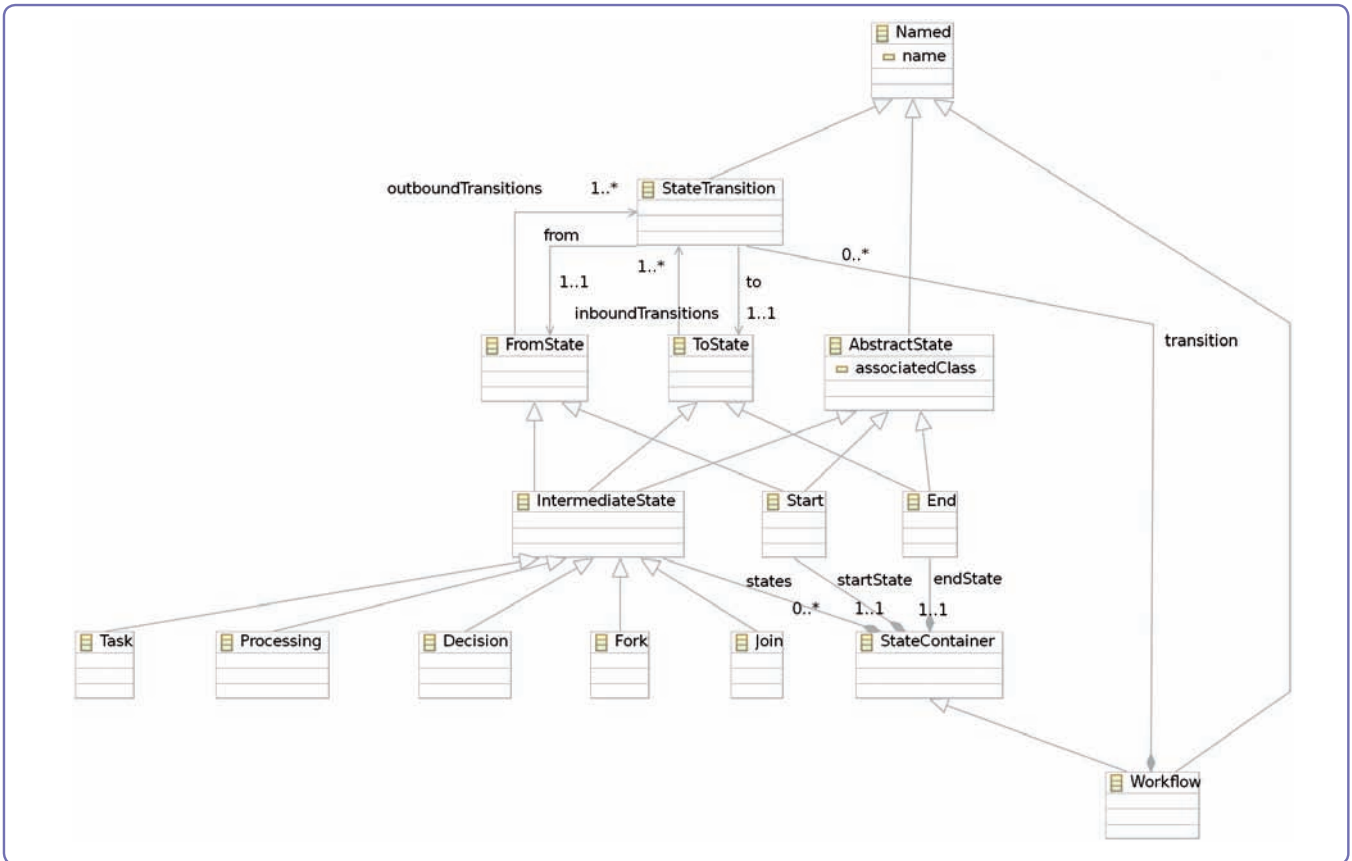 Named
name
outboundTransitions 1..* StateTransition
from
1..* 0..*
1..1 to
inboundTransitions 1..1
FromState ToState AbstractState transition
associatedClass
IntermediateState Start End
states startState endState
0..* 1..1 1..1
Task Processing Decision Fork Join StateContainer
Workflow